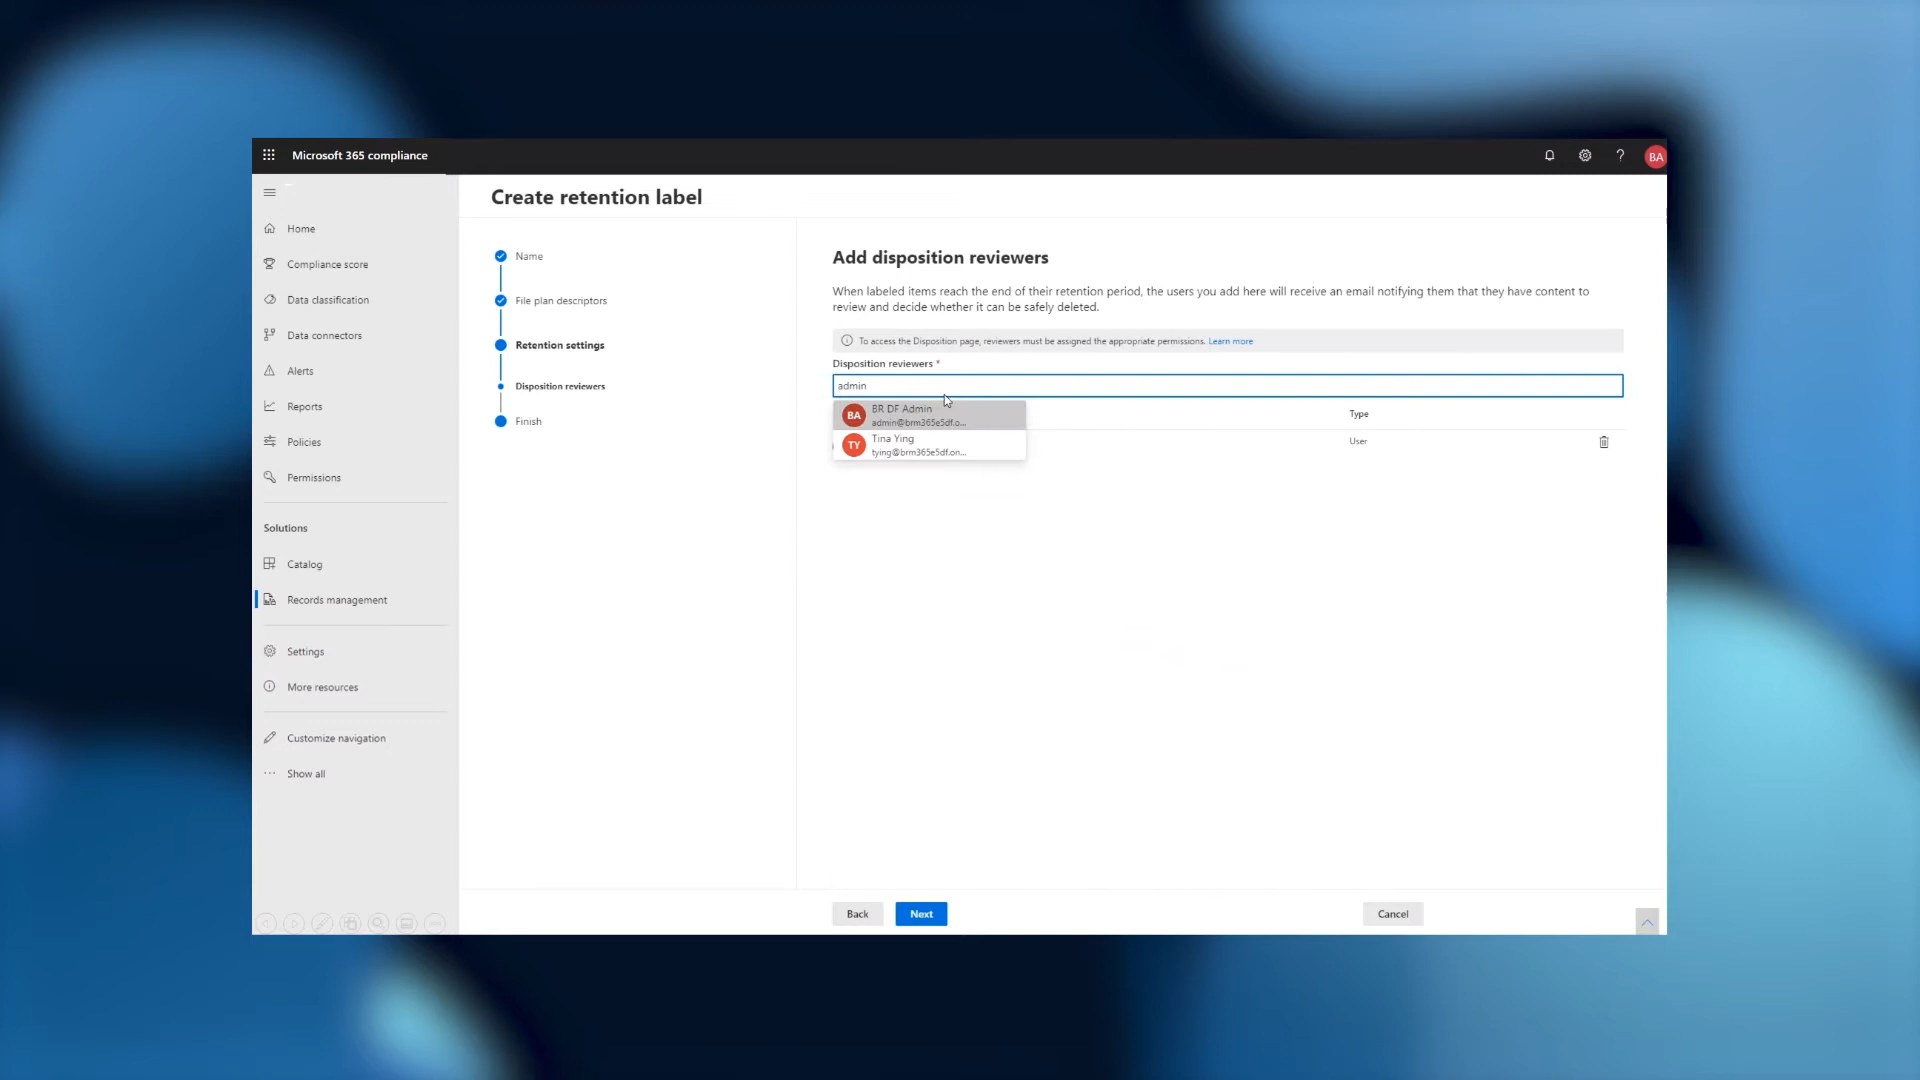 Microsoft 365 compliance
?
BA
Create retention label
Home
Compliance score
Data classification
Data connectors
Alerts
Reports
Policies
Permissions
Solutions
Catalog
Records management
Settings
More resources
Customize navigation
Show all
Name
File plan descriptors
Retention settings
Disposition reviewers
Finish
Add disposition reviewers
When labeled items reach the end of their retention period, the users you add here will receive an email notifying them that they have content to
review and decide whether it can be safely deleted.
To access the Disposition page, reviewers must be assigned the appropriate permissions. Learn more
Disposition reviewers *
admin
BA
BR DF Admin
admin@brm365e5df.o...
TY
Tina Ying
tying@brm365e5df.on...
Type
User
Back
Next
Cancel